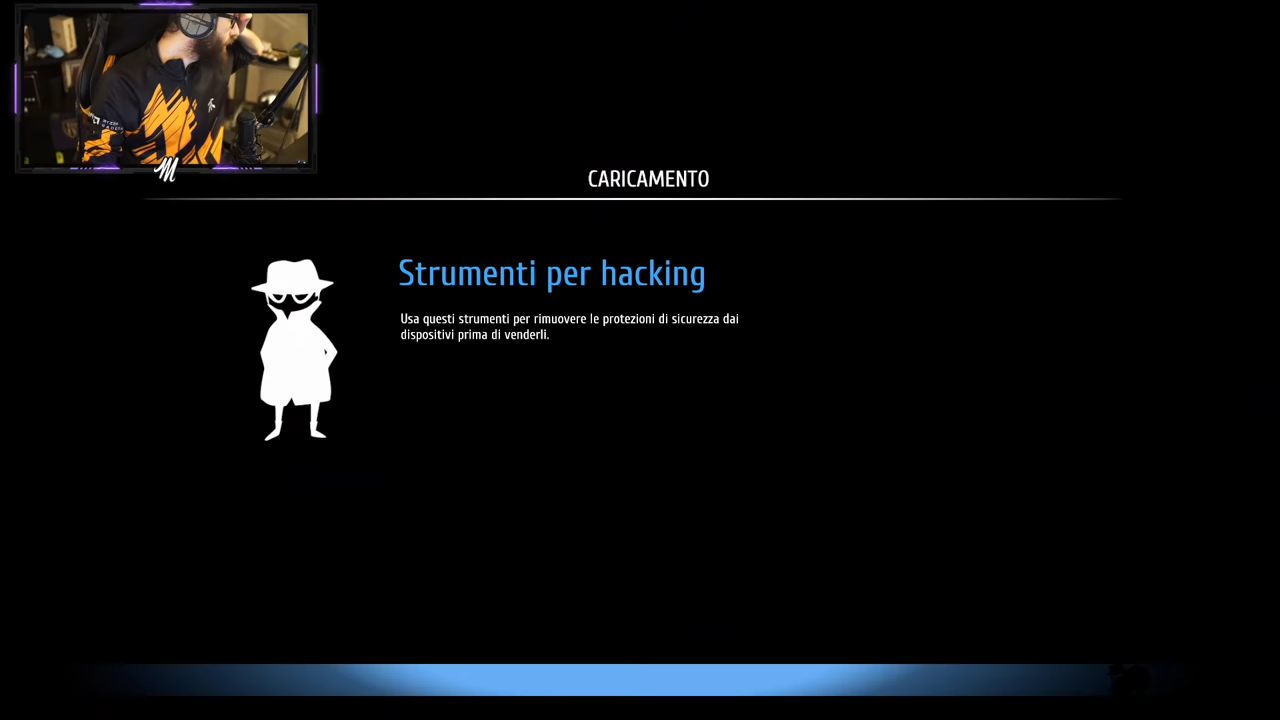 CARICAMENTO
Strumenti per hacking
Usa questi strumenti per rimuovere le protezioni di sicurezza dai
dispositivi prima di venderli.